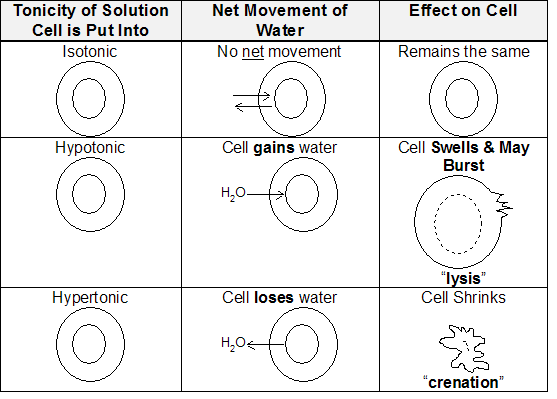 Tonicity of Solution
Cell is Put Into
Net Movement of
Water
Effect on Cell
Isotonic
No net movement
Remains the same
Hypotonic
Cell gains water
H₂O
Cell Swells & May
Burst
“lysis”
Hypertonic
Cell loses water
H₂O
Cell Shrinks
“crenation”